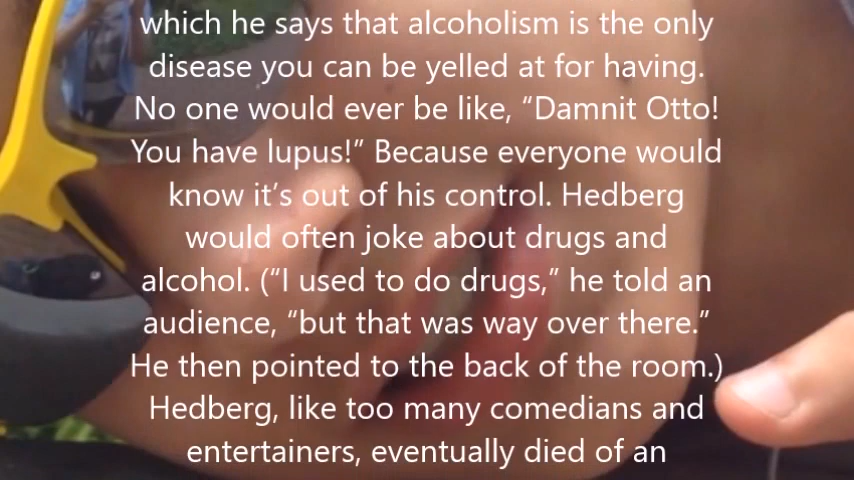 which he says that alcoholism is the only
disease you can be yelled at for having.
No one would ever be like, “Damnit Otto!
You have lupus!” Because everyone would
know it’s out of his control. Hedberg
would often joke about drugs and
alcohol. (“I used to do drugs,” he told an
audience, “but that was way over there.”
He then pointed to the back of the room.)
Hedberg, like too many comedians and
entertainers, eventually died of an